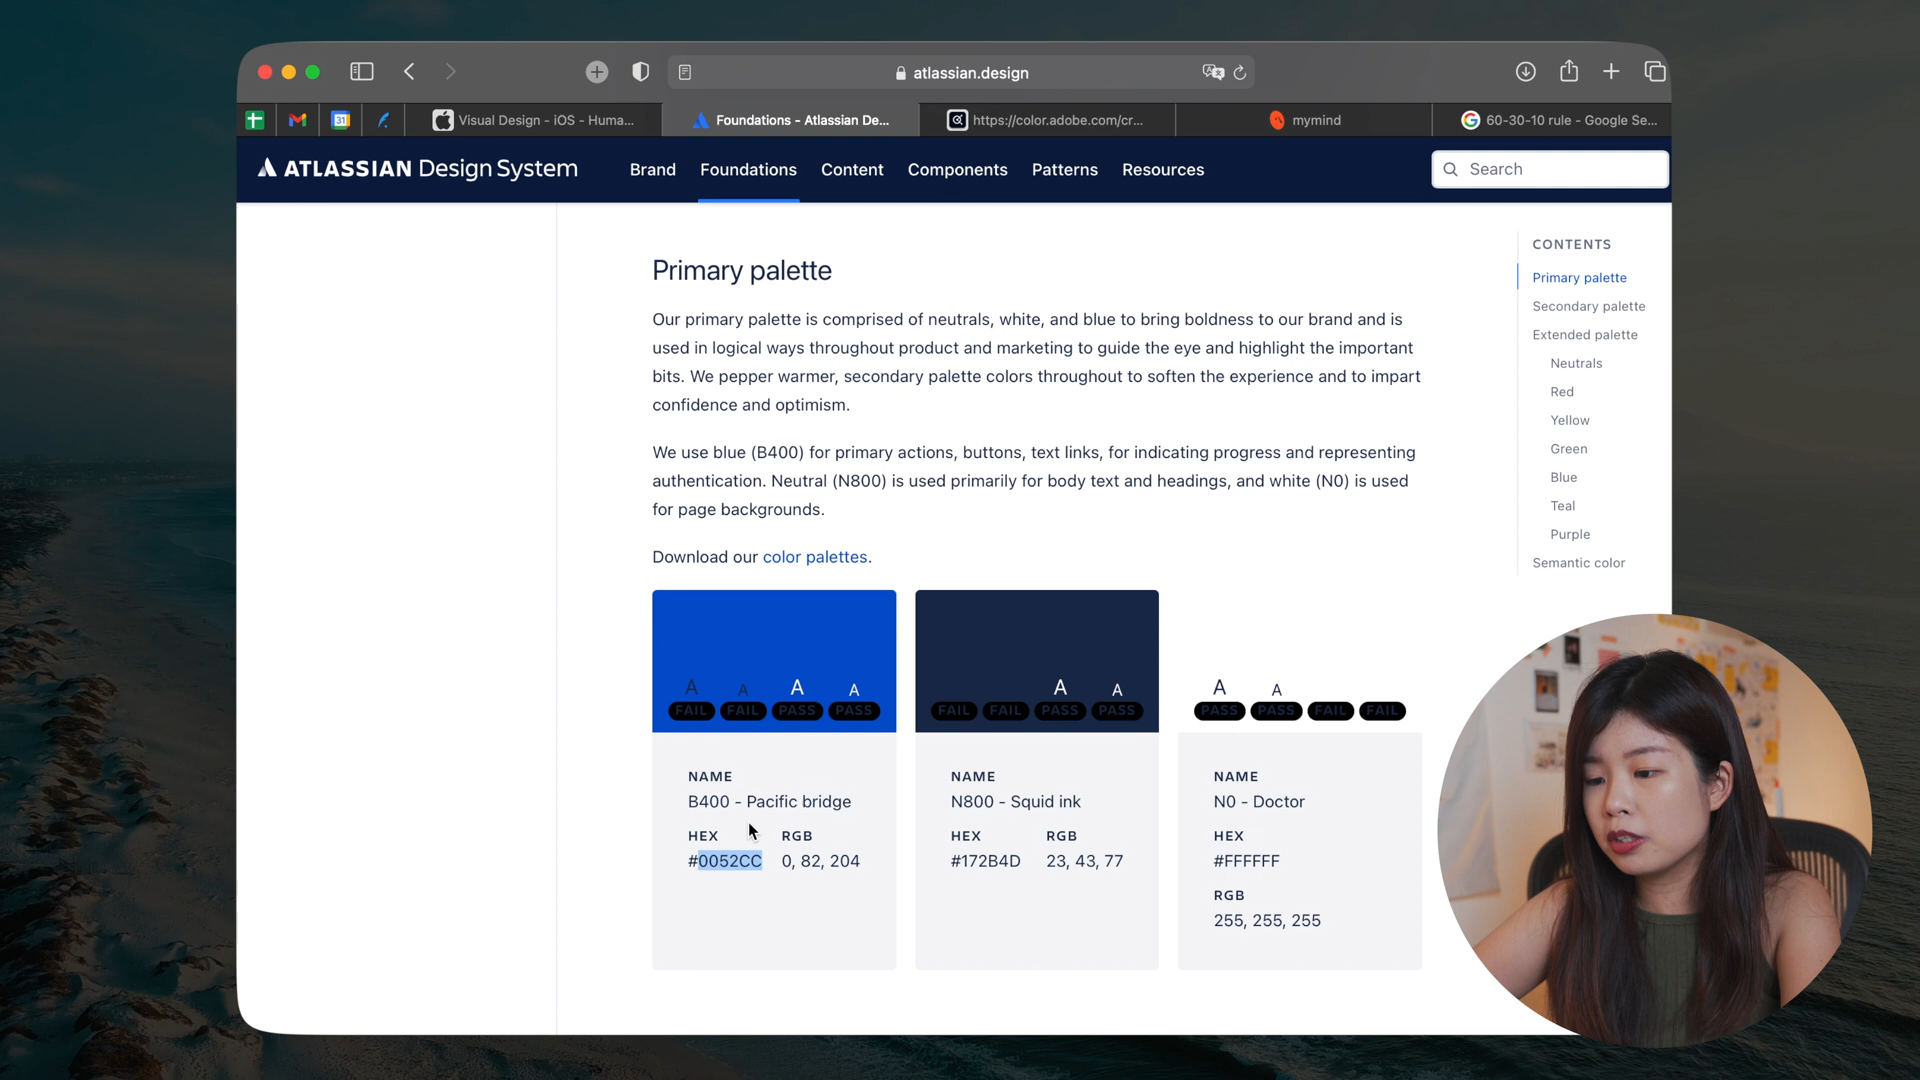 atlassian.design
31
Visual Design - iOS - Huma...
Foundations - Atlassian De...
https://color.adobe.com/cr...
mymind
60-30-10 rule - Google Se...
ATLASSIAN Design System
Brand
Foundations
Content
Components
Patterns
Resources
Search
Primary palette
Our primary palette is comprised of neutrals, white, and blue to bring boldness to our brand and is
used in logical ways throughout product and marketing to guide the eye and highlight the important
bits. We pepper warmer, secondary palette colors throughout to soften the experience and to impart
confidence and optimism.
We use blue (B400) for primary actions, buttons, text links, for indicating progress and representing
authentication. Neutral (N800) is used primarily for body text and headings, and white (N0) is used
for page backgrounds.
Download our color palettes.
A A A A
FAIL FAIL PASS PASS
NAME
B400 - Pacific bridge
HEX RGB
#0052CC 0, 82, 204
A A
FAIL FAIL PASS PASS
NAME
N800 - Squid ink
HEX RGB
#172B4D 23, 43, 77
A A
PASS PASS FAIL FAIL
NAME
N0 - Doctor
HEX
#FFFFFF
RGB
255, 255, 255
CONTENTS
Primary palette
Secondary palette
Extended palette
Neutrals
Red
Yellow
Green
Blue
Teal
Purple
Semantic color